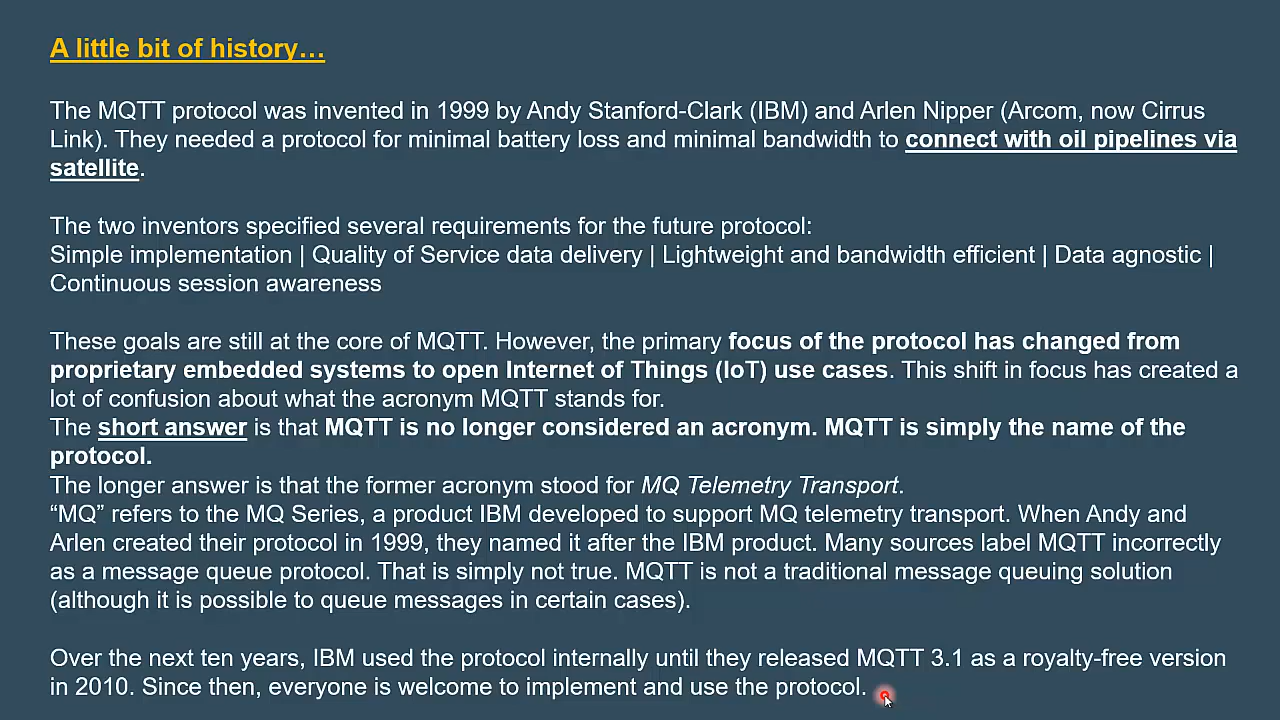 A little bit of history…
The MQTT protocol was invented in 1999 by Andy Stanford-Clark (IBM) and Arlen Nipper (Arcom, now Cirrus
Link). They needed a protocol for minimal battery loss and minimal bandwidth to connect with oil pipelines via
satellite.
The two inventors specified several requirements for the future protocol:
Simple implementation | Quality of Service data delivery | Lightweight and bandwidth efficient | Data agnostic |
Continuous session awareness
These goals are still at the core of MQTT. However, the primary focus of the protocol has changed from
proprietary embedded systems to open Internet of Things (IoT) use cases. This shift in focus has created a
lot of confusion about what the acronym MQTT stands for.
The short answer is that MQTT is no longer considered an acronym. MQTT is simply the name of the
protocol.
The longer answer is that the former acronym stood for MQ Telemetry Transport.
“MQ” refers to the MQ Series, a product IBM developed to support MQ telemetry transport. When Andy and
Arlen created their protocol in 1999, they named it after the IBM product. Many sources label MQTT incorrectly
as a message queue protocol. That is simply not true. MQTT is not a traditional message queuing solution
(although it is possible to queue messages in certain cases).
Over the next ten years, IBM used the protocol internally until they released MQTT 3.1 as a royalty-free version
in 2010. Since then, everyone is welcome to implement and use the protocol.